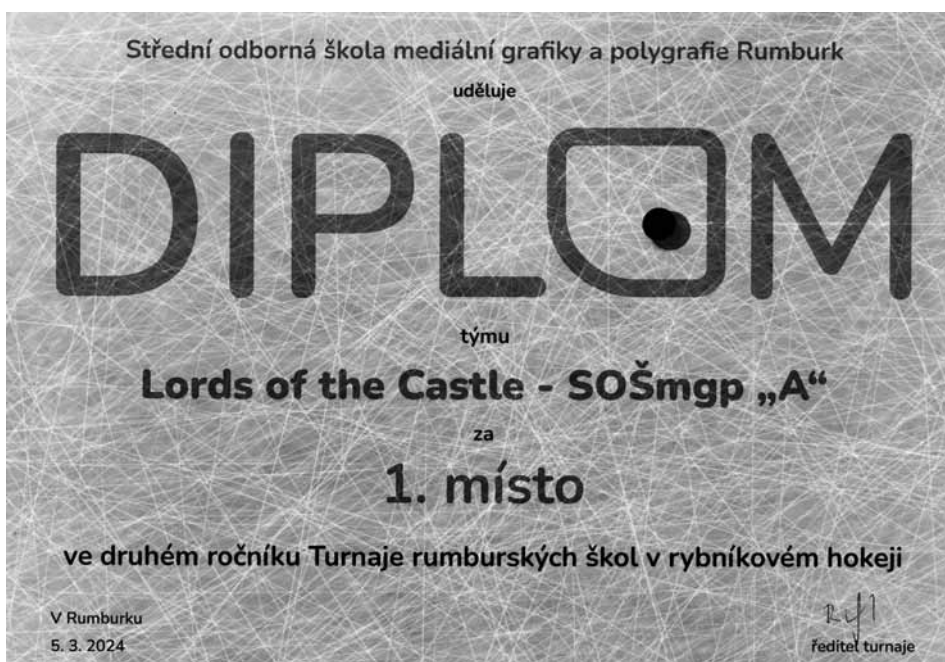 Střední odborná škola mediální grafiky a polygrafie Rumburk
uděluje
DIPLOM
týmu
Lords of the Castle - SOŠmgp „A“
za
1. místo
ve druhém ročníku Turnaje rumburských škol v rybníkovém hokeji
V Rumburku
5. 3. 2024
ředitel turnaje